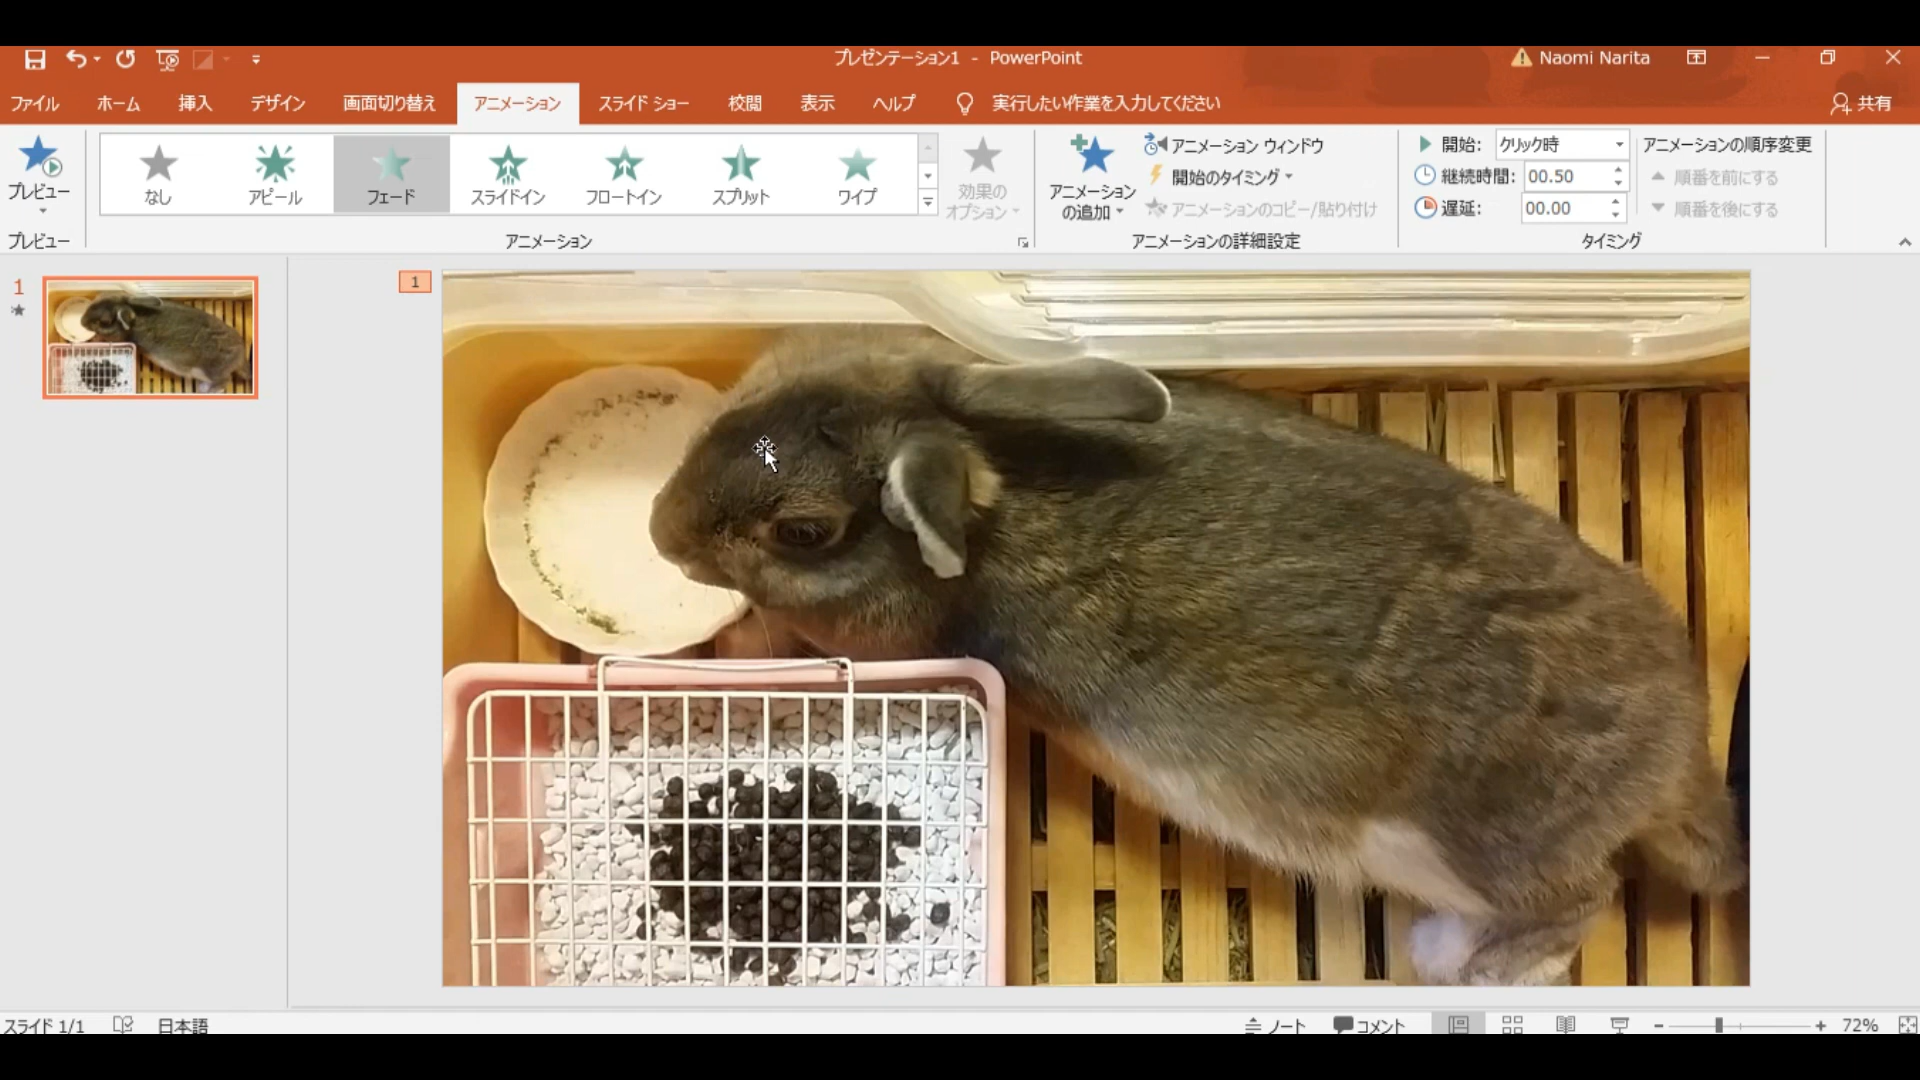 プレゼンテーション1 - PowerPoint
Naomi Narita
ファイル ホーム 挿入 デザイン 画面切り替え アニメーション スライド ショー 校閲 表示 ヘルプ 実行したい作業を入力してください 共有
プレビュー
プレビュー
なし アピール フェード スライドイン フロートイン スプリット ワイプ
アニメーション
効果の
オプション
アニメーション
の追加
アニメーション ウィンドウ
開始のタイミング
アニメーションのコピー/貼り付け
アニメーションの詳細設定
開始: クリック時
継続時間: 00.50
遅延: 00.00
アニメーションの順序変更
順番を前にする
順番を後にする
タイミング
1
1
スライド 1/1 日本語 ノート コメント 72%